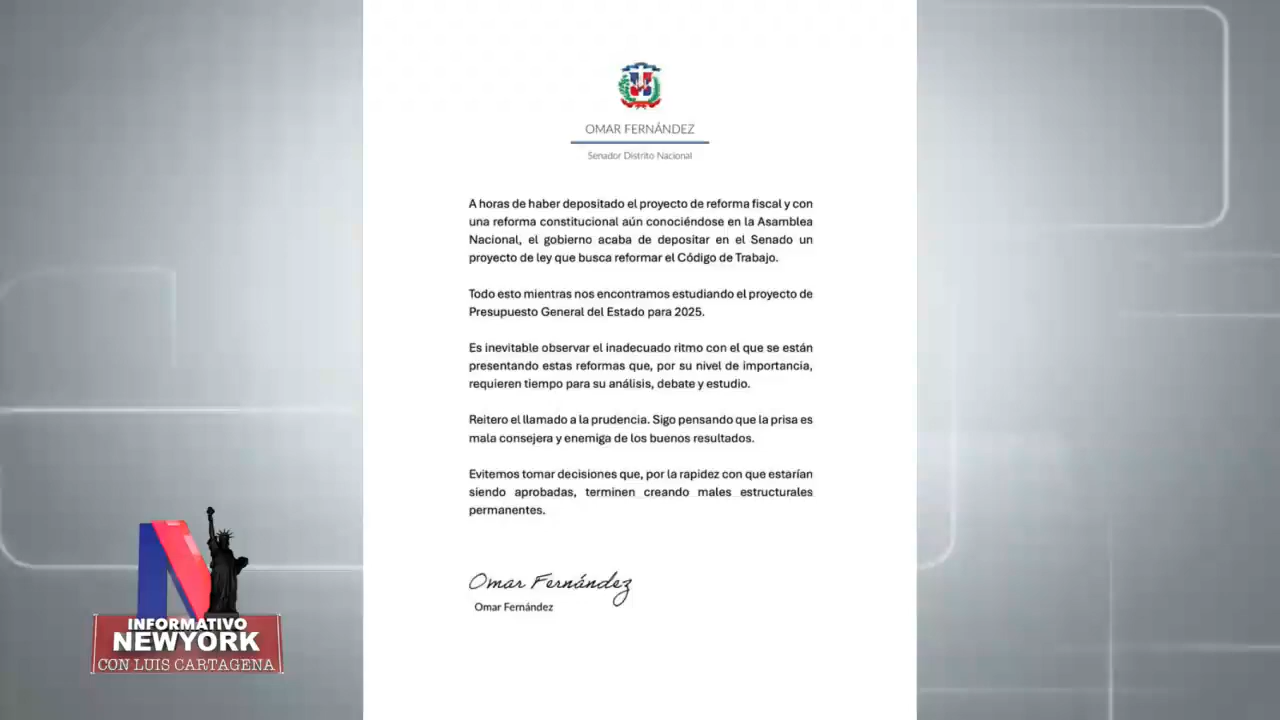 OMAR FERNÁNDEZ
Senador Distrito Nacional
A horas de haber depositado el proyecto de reforma fiscal y con
una reforma constitucional aún conociéndose en la Asamblea
Nacional, el gobierno acaba de depositar en el Senado un
proyecto de ley que busca reformar el Código de Trabajo.
Todo esto mientras nos encontramos estudiando el proyecto de
Presupuesto General del Estado para 2025.
Es inevitable observar el inadecuado ritmo con el que se están
presentando estas reformas que, por su nivel de importancia,
requieren tiempo para su análisis, debate y estudio.
Reitero el llamado a la prudencia. Sigo pensando que la prisa es
mala consejera y enemiga de los buenos resultados.
Evitemos tomar decisiones que, por la rapidez con que estarían
siendo aprobadas, terminen creando males estructurales
permanentes.
Omar Fernández
Omar Fernández
INFORMATIVO
NEWYORK
CON LUIS CARTAGENA